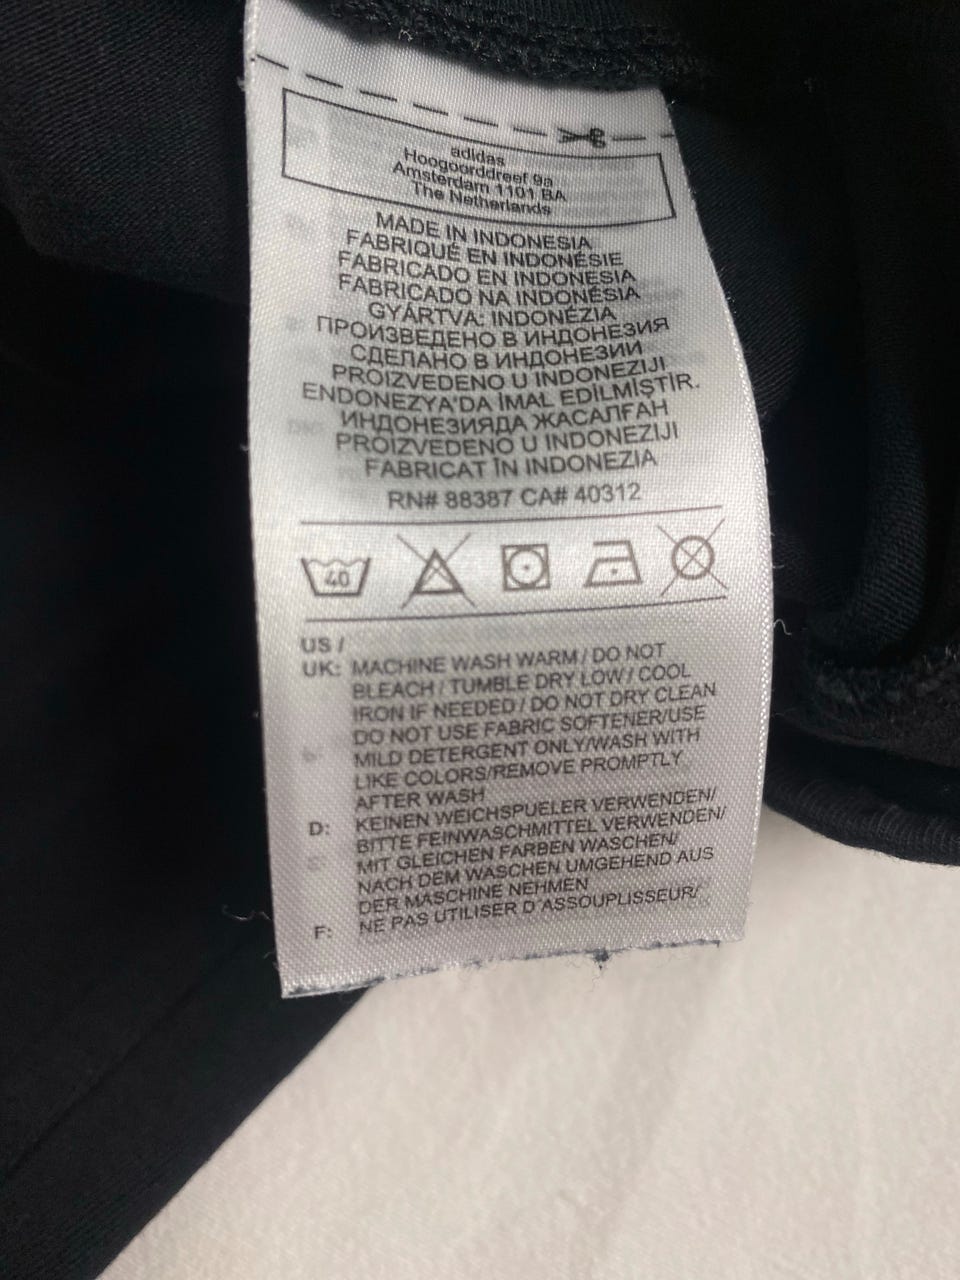 adidas
Hoogoorddreef 9a
Amsterdam 1101 BA
The Netherlands
MADE IN INDONESIA
FABRIQUÉ EN INDONÉSIE
FABRICADO EN INDONESIA
FABRICADO NA INDONÉSIA
GYÁRTVA: INDONÉZIA
ПРОИЗВЕДЕНО В ИНДОНЕЗИЯ
СДЕЛАНО В ИНДОНЕЗИИ
PROIZVEDENO U INDONEZIJI
ENDONEZYA'DA İMAL EDİLMİŞTİR.
ИНДОНЕЗИЯДА ЖАСАЛҒАН
PROIZVEDENO U INDONEZIJI
FABRICAT ÎN INDONEZIA
RN# 88387 CA# 40312
40
US /
UK: MACHINE WASH WARM / DO NOT
BLEACH / TUMBLE DRY LOW / COOL
IRON IF NEEDED / DO NOT DRY CLEAN
DO NOT USE FABRIC SOFTENER/USE
MILD DETERGENT ONLY/WASH WITH
LIKE COLORS/REMOVE PROMPTLY
AFTER WASH
D: KEINEN WEICHSPUELER VERWENDEN/
BITTE FEINWASCHMITTEL VERWENDEN/
MIT GLEICHEN FARBEN WASCHEN/
NACH DEM WASCHEN UMGEHEND AUS
DER MASCHINE NEHMEN
F: NE PAS UTILISER D´ASSOUPLISSEUR/